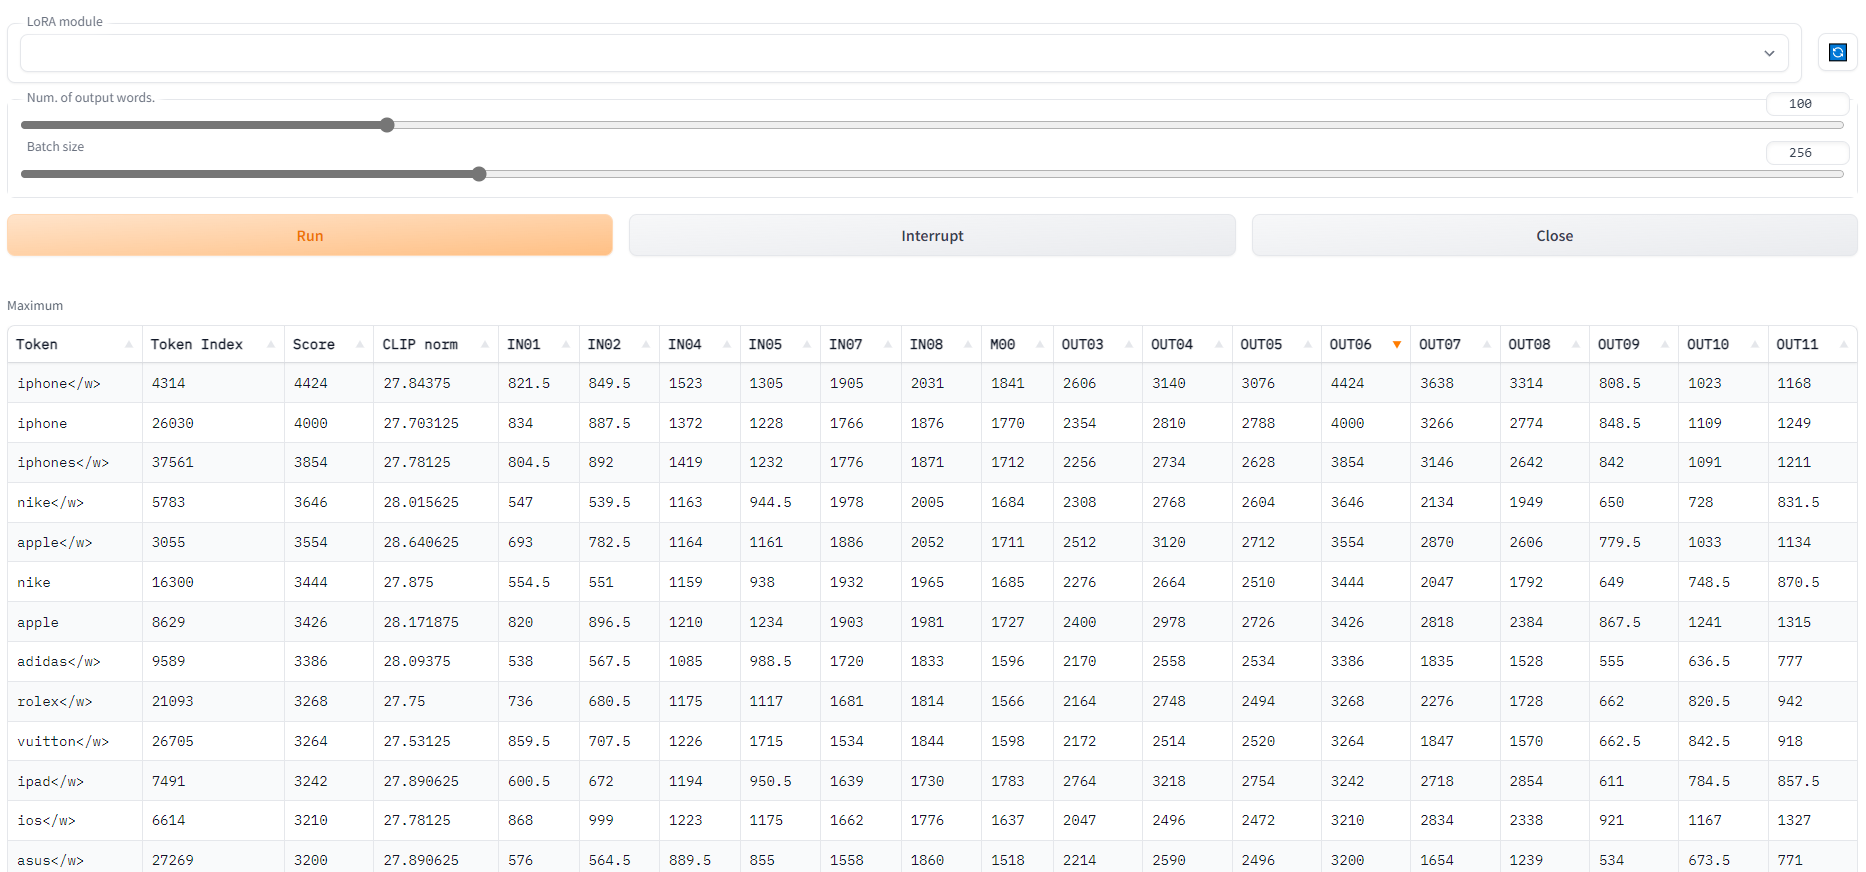 LoRA module
Num. of output words.
100
Batch size
256
Run Interrupt Close
Maximum
Token Token Index Score CLIP norm IN01 IN02 IN04 IN05 IN07 IN08 M00 OUT03 OUT04 OUT05 OUT06 OUT07 OUT08 OUT09 OUT10 OUT11
iphone</w> 4314 4424 27.84375 821.5 849.5 1523 1305 1905 2031 1841 2606 3140 3076 4424 3638 3314 808.5 1023 1168
iphone 26030 4000 27.703125 834 887.5 1372 1228 1766 1876 1770 2354 2810 2788 4000 3266 2774 848.5 1109 1249
iphones</w> 37561 3854 27.78125 804.5 892 1419 1232 1776 1871 1712 2256 2734 2628 3854 3146 2642 842 1091 1211
nike</w> 5783 3646 28.015625 547 539.5 1163 944.5 1978 2005 1684 2308 2768 2604 3646 2134 1949 650 728 831.5
apple</w> 3055 3554 28.640625 693 782.5 1164 1161 1886 2052 1711 2512 3120 2712 3554 2870 2606 779.5 1033 1134
nike 16300 3444 27.875 554.5 551 1159 938 1932 1965 1685 2276 2664 2510 3444 2047 1792 649 748.5 870.5
apple 8629 3426 28.171875 820 896.5 1210 1234 1903 1981 1727 2400 2978 2726 3426 2818 2384 867.5 1241 1315
adidas</w> 9589 3386 28.09375 538 567.5 1085 988.5 1720 1833 1596 2170 2558 2534 3386 1835 1528 555 636.5 777
rolex</w> 21093 3268 27.75 736 680.5 1175 1117 1681 1814 1566 2164 2748 2494 3268 2276 1728 662 820.5 942
vuitton</w> 26705 3264 27.53125 859.5 707.5 1226 1715 1534 1844 1598 2172 2514 2520 3264 1847 1570 662.5 842.5 918
ipad</w> 7491 3242 27.890625 600.5 672 1194 950.5 1639 1730 1783 2764 3218 2754 3242 2718 2854 611 784.5 857.5
ios</w> 6614 3210 27.78125 868 999 1223 1175 1662 1776 1637 2047 2496 2472 3210 2834 2338 921 1167 1327
asus</w> 27269 3200 27.890625 576 564.5 889.5 855 1558 1860 1518 2214 2590 2496 3200 1654 1239 534 673.5 771